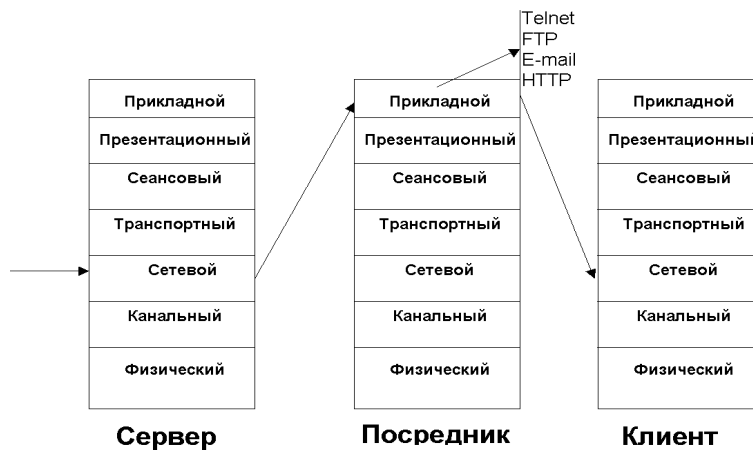 Telnet
FTP
E-mail
HTTP
Прикладной
Презентационный
Сеансовый
Транспортный
Сетевой
Канальный
Физический
Сервер
Прикладной
Презентационный
Сеансовый
Транспортный
Сетевой
Канальный
Физический
Посредник
Прикладной
Презентационный
Сеансовый
Транспортный
Сетевой
Канальный
Физический
Клиент